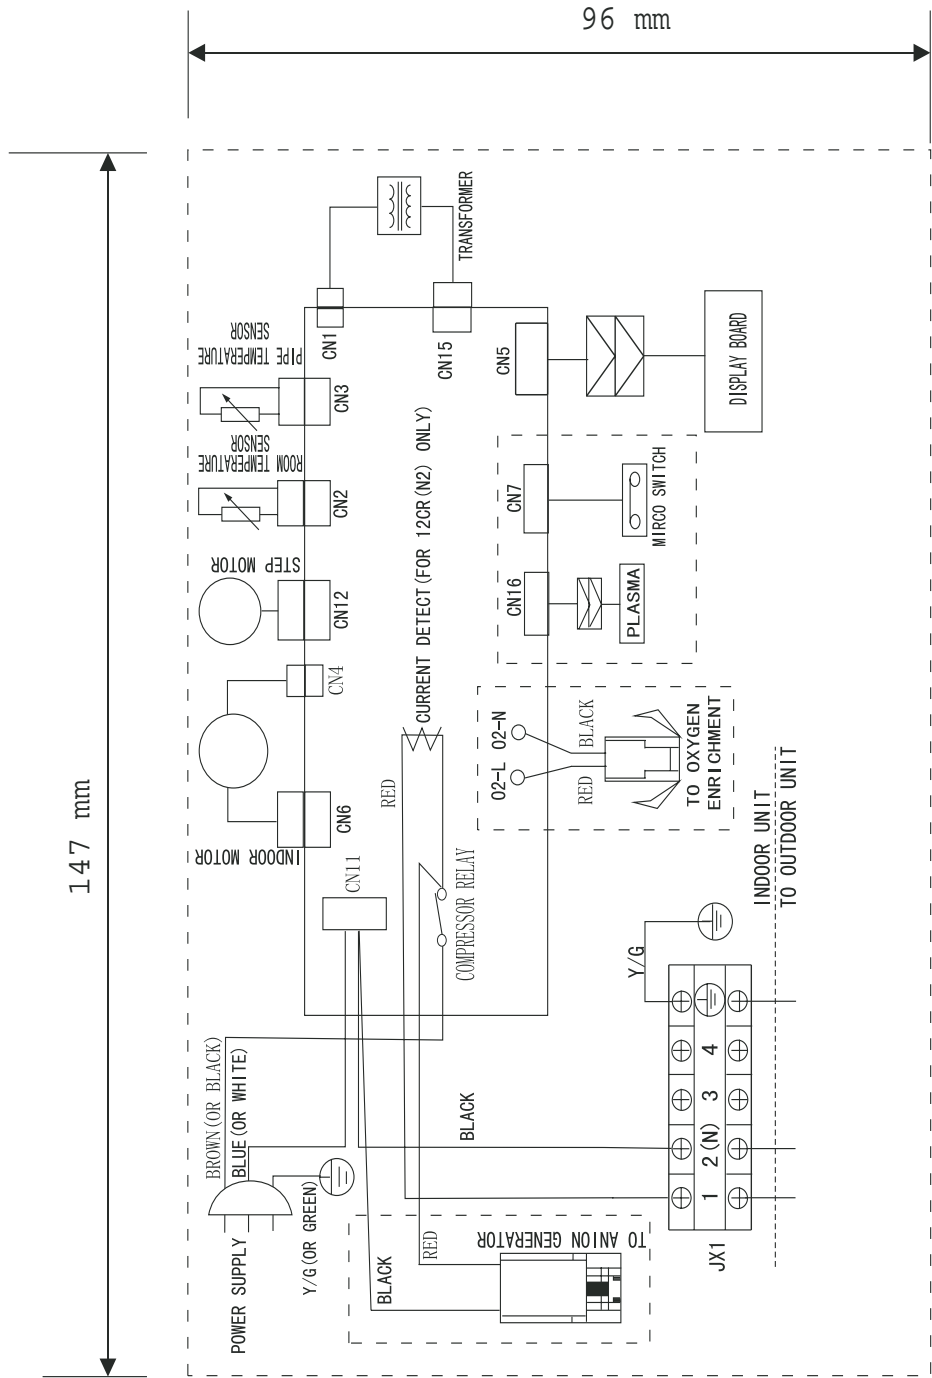 96 mm
147 mm
TRANSFORMER
CN1
CN15
PIPE TEMPERATURE
SENSOR
CN3
ROOM TEMPERATURE
SENSOR
CN2
STEP MOTOR
CN12
CN4
INDOOR MOTOR
CN6
CN5
DISPLAY BOARD
CN7
MIRCO SWITCH
CN16
PLASMA
CURRENT DETECT(FOR 12CR(N2) ONLY)
RED
O2-L O2-N
RED
BLACK
TO OXYGEN
ENRICHMENT
CN11
COMPRESSOR RELAY
INDOOR UNIT
TO OUTDOOR UNIT
Y/G
BROWN(OR BLACK)
BLUE(OR WHITE)
POWER SUPPLY
Y/G(OR GREEN)
BLACK
BLACK
RED
TO ANION GENERATOR
1 2(N) 3 4
JX1